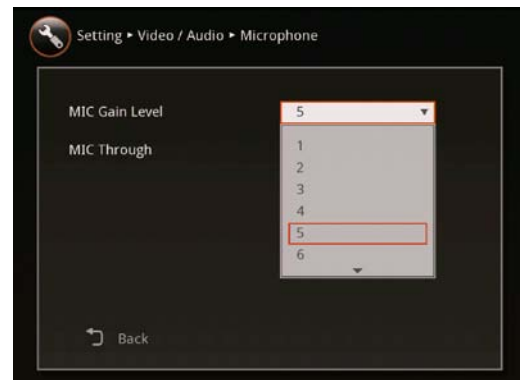 Setting ▸ Video / Audio ▸ Microphone
MIC Gain Level
5
MIC Through
1
2
3
4
5
6
Back